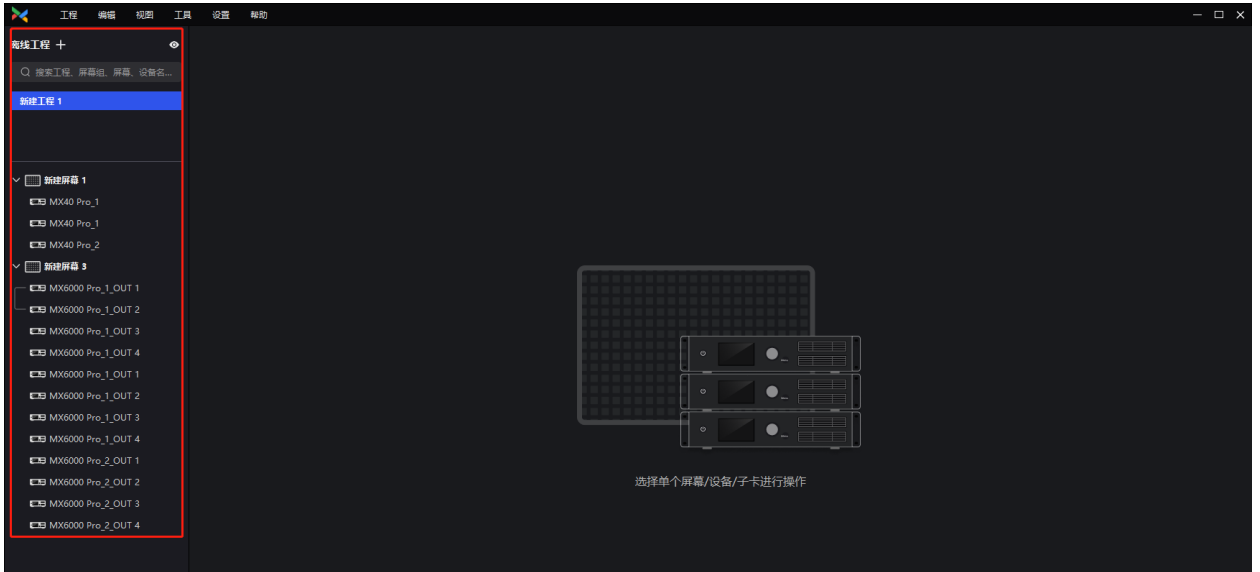 工程 编辑 视图 工具 设置 帮助
离线工程
搜索工程、屏幕组、屏幕、设备名...
新建工程 1
新建屏幕 1
MX40 Pro_1
MX40 Pro_1
MX40 Pro_2
新建屏幕 3
MX6000 Pro_1_OUT 1
MX6000 Pro_1_OUT 2
MX6000 Pro_1_OUT 3
MX6000 Pro_1_OUT 4
MX6000 Pro_1_OUT 1
MX6000 Pro_1_OUT 2
MX6000 Pro_1_OUT 3
MX6000 Pro_1_OUT 4
MX6000 Pro_2_OUT 1
MX6000 Pro_2_OUT 2
MX6000 Pro_2_OUT 3
MX6000 Pro_2_OUT 4
选择单个屏幕/设备/子卡进行操作